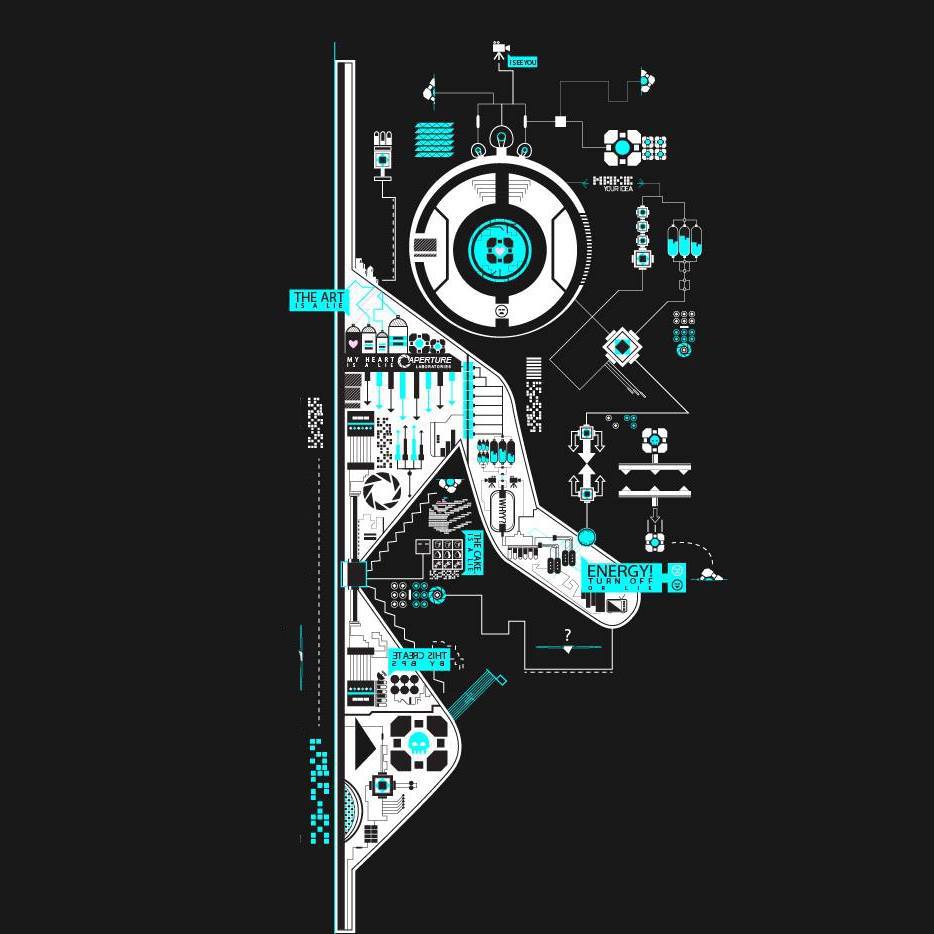 I SEE YOU
MAKE
YOUR IDEA
THE ART
IS A LIE
MY HEART
IS A LIE
APERTURE
LABORATORIES
WHY?
THE CAKE
IS A LIE
ENERGY!
TURN OFF
OR LIE
?
THIS CREATE
BY BPS